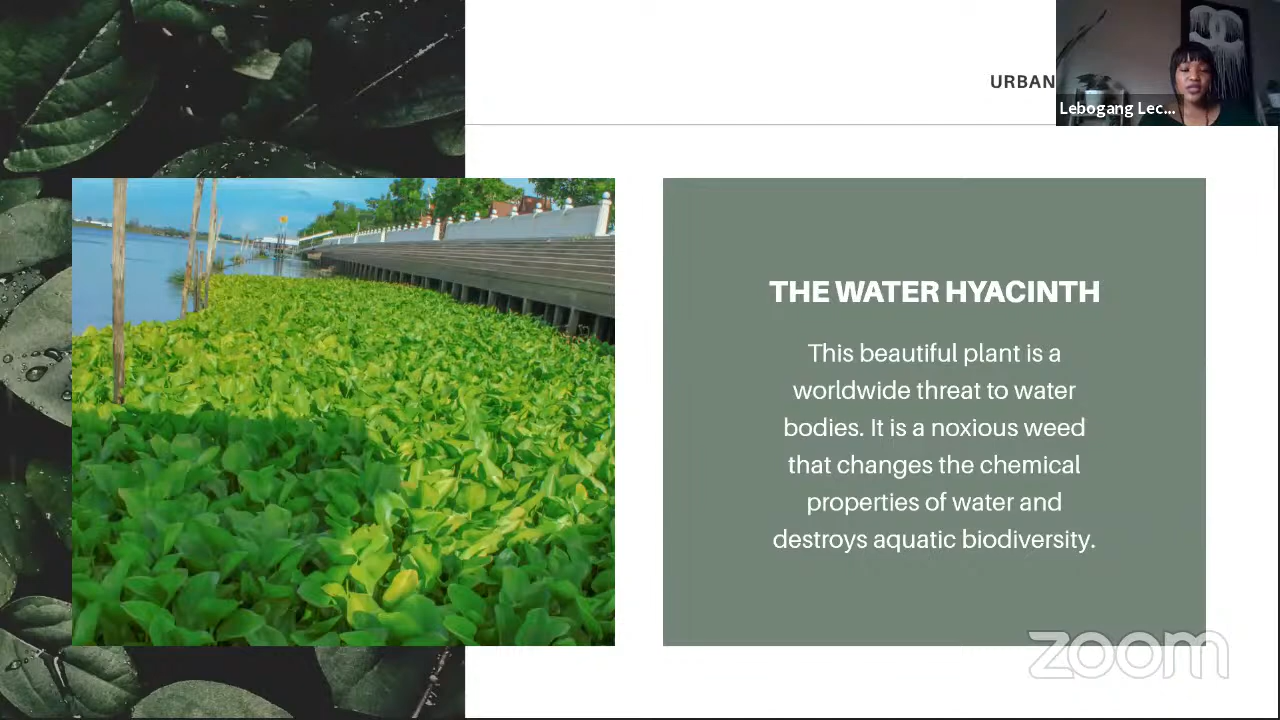 URBAN
Lebogang Lec...
THE WATER HYACINTH
This beautiful plant is a
worldwide threat to water
bodies. It is a noxious weed
that changes the chemical
properties of water and
destroys aquatic biodiversity.
zoom